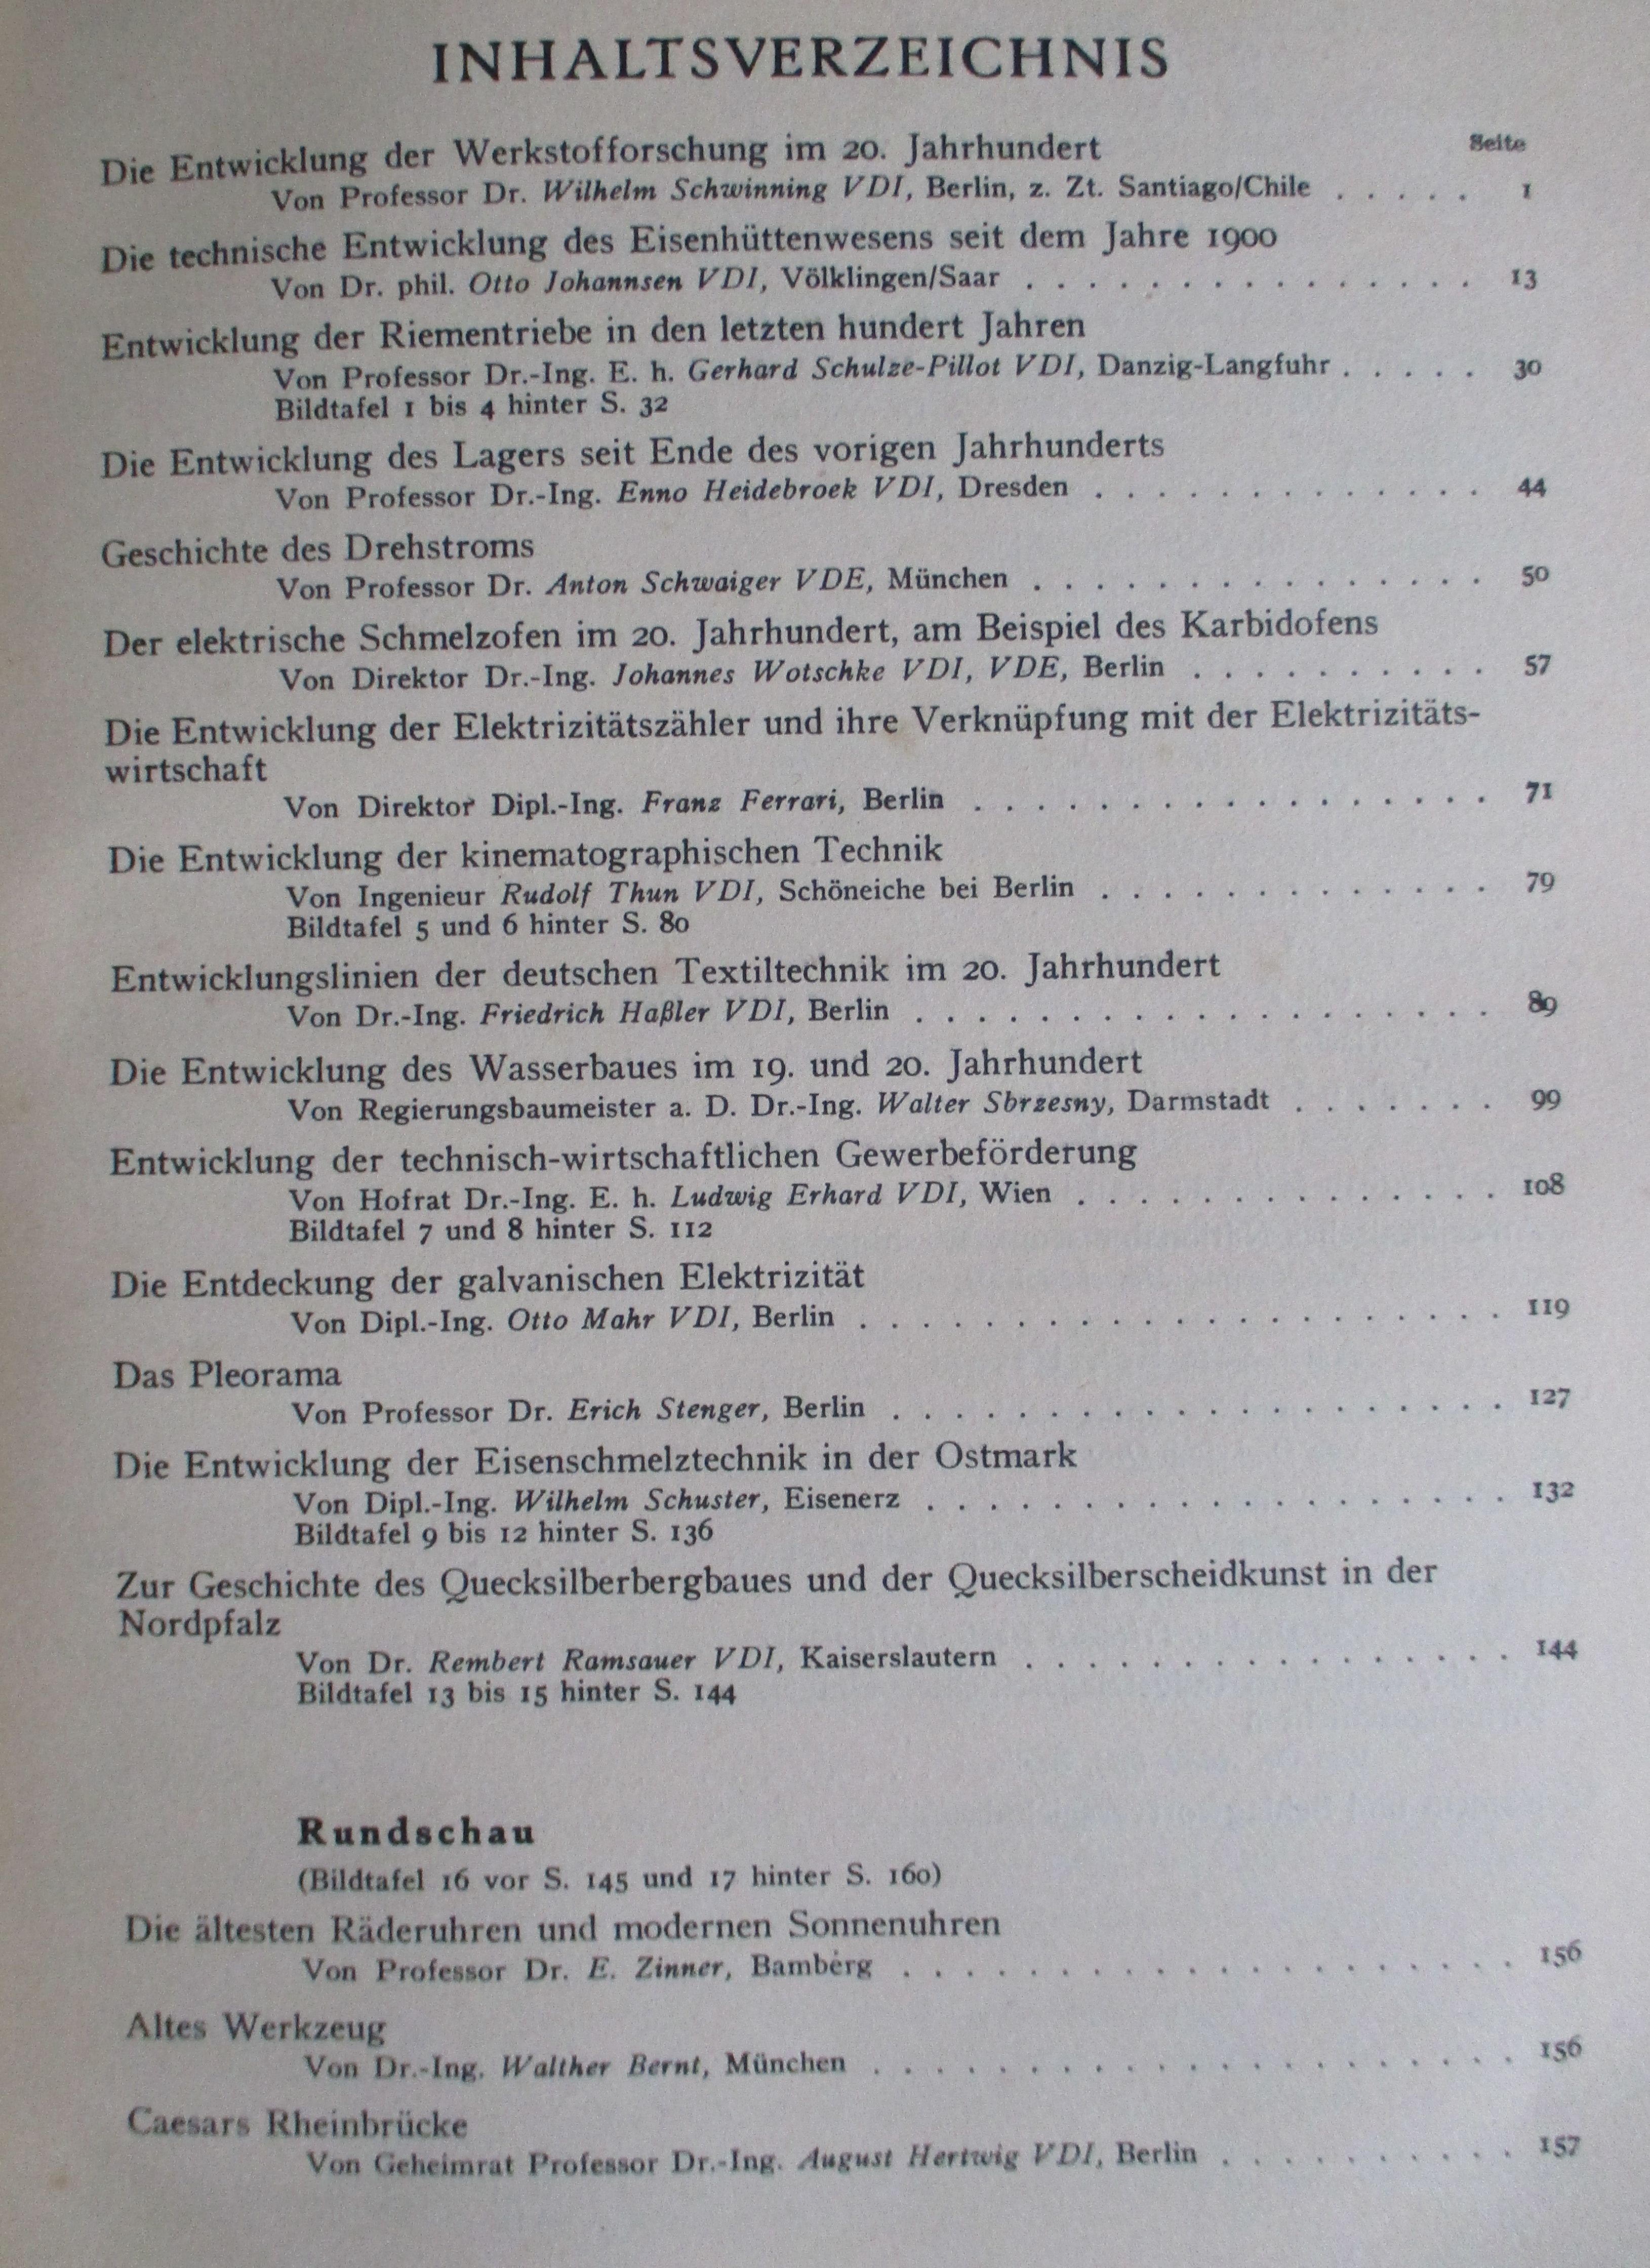 INHALTSVERZEICHNIS
Seite
Die Entwicklung der Werkstofforschung im 20. Jahrhundert
Von Professor Dr. Wilhelm Schwinning VDI, Berlin, z. Zt. Santiago/Chile . . . . . 1
Die technische Entwicklung des Eisenhüttenwesens seit dem Jahre 1900
Von Dr. phil. Otto Johannsen VDI, Völklingen/Saar . . . . . . . . . . . . . . . 13
Entwicklung der Riementriebe in den letzten hundert Jahren
Von Professor Dr.-Ing. E. h. Gerhard Schulze-Pillot VDI, Danzig-Langfuhr . . . . . 30
Bildtafel 1 bis 4 hinter S. 32
Die Entwicklung des Lagers seit Ende des vorigen Jahrhunderts
Von Professor Dr.-Ing. Enno Heidebroek VDI, Dresden . . . . . . . . . . . . . 44
Geschichte des Drehstroms
Von Professor Dr. Anton Schwaiger VDE, München . . . . . . . . . . . . . . . 50
Der elektrische Schmelzofen im 20. Jahrhundert, am Beispiel des Karbidofens
Von Direktor Dr.-Ing. Johannes Wotschke VDI, VDE, Berlin . . . . . . . . . . 57
Die Entwicklung der Elektrizitätszähler und ihre Verknüpfung mit der Elektrizitäts-
wirtschaft
Von Direktor Dipl.-Ing. Franz Ferrari, Berlin . . . . . . . . . . . . . . . . . 71
Die Entwicklung der kinematographischen Technik
Von Ingenieur Rudolf Thun VDI, Schöneiche bei Berlin . . . . . . . . . . . . . 79
Bildtafel 5 und 6 hinter S. 80
Entwicklungslinien der deutschen Textiltechnik im 20. Jahrhundert
Von Dr.-Ing. Friedrich Haßler VDI, Berlin . . . . . . . . . . . . . . . . . . . 89
Die Entwicklung des Wasserbaues im 19. und 20. Jahrhundert
Von Regierungsbaumeister a. D. Dr.-Ing. Walter Sbrzesny, Darmstadt . . . . . . . 99
Entwicklung der technisch-wirtschaftlichen Gewerbeförderung
Von Hofrat Dr.-Ing. E. h. Ludwig Erhard VDI, Wien . . . . . . . . . . . . . . 108
Bildtafel 7 und 8 hinter S. 112
Die Entdeckung der galvanischen Elektrizität
Von Dipl.-Ing. Otto Mahr VDI, Berlin . . . . . . . . . . . . . . . . . . . . . 119
Das Pleorama
Von Professor Dr. Erich Stenger, Berlin . . . . . . . . . . . . . . . . . . . . 127
Die Entwicklung der Eisenschmelztechnik in der Ostmark
Von Dipl.-Ing. Wilhelm Schuster, Eisenerz . . . . . . . . . . . . . . . . . . . 132
Bildtafel 9 bis 12 hinter S. 136
Zur Geschichte des Quecksilberbergbaues und der Quecksilberscheidkunst in der
Nordpfalz
Von Dr. Rembert Ramsauer VDI, Kaiserslautern . . . . . . . . . . . . . . . . 144
Bildtafel 13 bis 15 hinter S. 144
Rundschau
(Bildtafel 16 vor S. 145 und 17 hinter S. 160)
Die ältesten Räderuhren und modernen Sonnenuhren
Von Professor Dr. E. Zinner, Bamberg . . . . . . . . . . . . . . . . . . . . 156
Altes Werkzeug
Von Dr.-Ing. Walther Bernt, München . . . . . . . . . . . . . . . . . . . . . 156
Caesars Rheinbrücke
Von Geheimrat Professor Dr.-Ing. August Hertwig VDI, Berlin . . . . . . . . . . 157